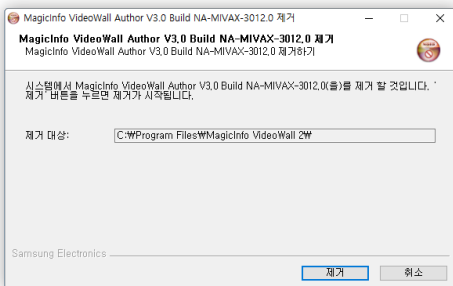 MagicInfo VideoWall Author V3.0 Build NA-MIVAX-3012.0 제거
MagicInfo VideoWall Author V3.0 Build NA-MIVAX-3012.0 제거
MagicInfo VideoWall Author V3.0 Build NA-MIVAX-3012.0 제거하기
시스템에서 MagicInfo VideoWall Author V3.0 Build NA-MIVAX-3012.0(을)를 제거 할 것입니다. '
제거' 버튼을 누르면 제거가 시작됩니다.
제거 대상: C:₩Program Files₩MagicInfo VideoWall 2₩
Samsung Electronics
제거 취소